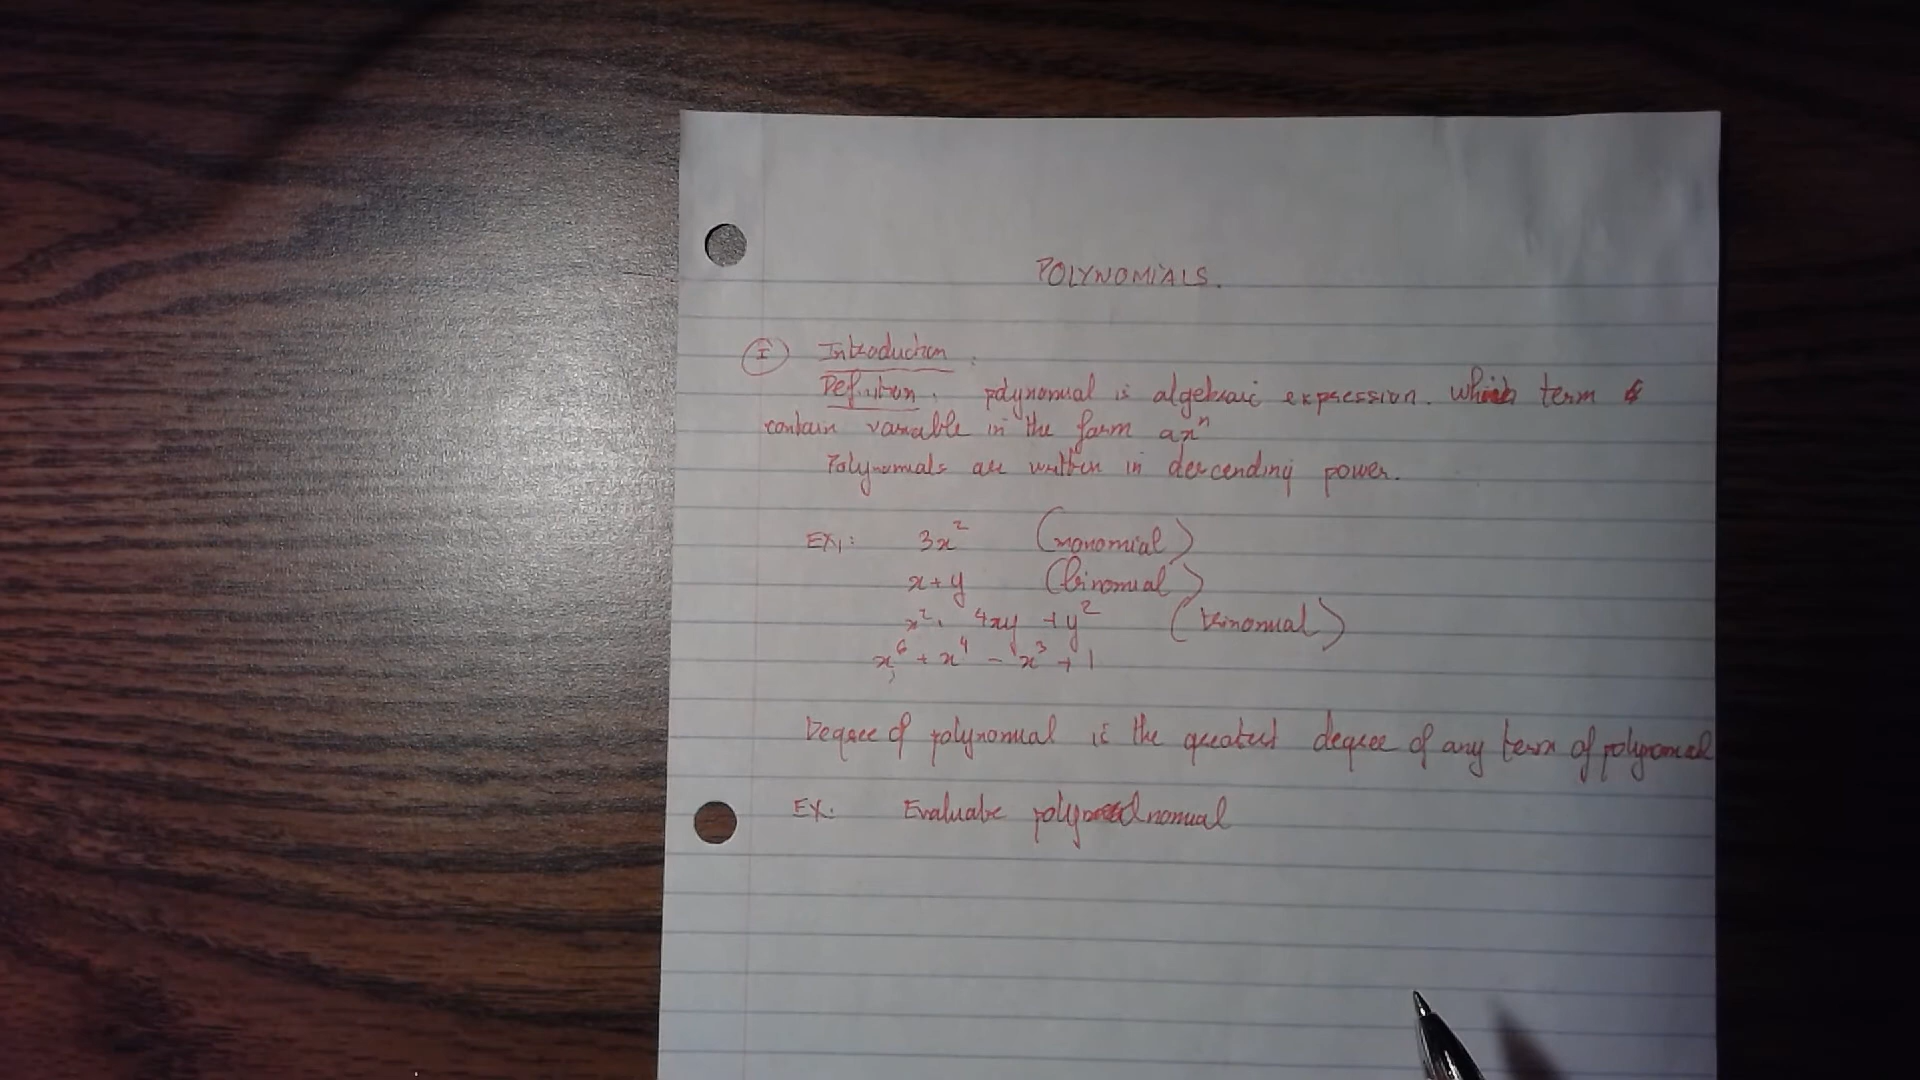 POLYNOMIALS.
I Introduction.
Definition. polynomial is algebraic expression. which term
contain variable in the form axⁿ
Polynomials are written in descending power.
EX1: 3x² (monomial)
x+y (binomial)
x². 4xy + y² (trinomial)
x⁶ + x⁴ - x³ + 1
Degree of polynomial is the greatest degree of any term of polynomial
EX. Evaluate nomial